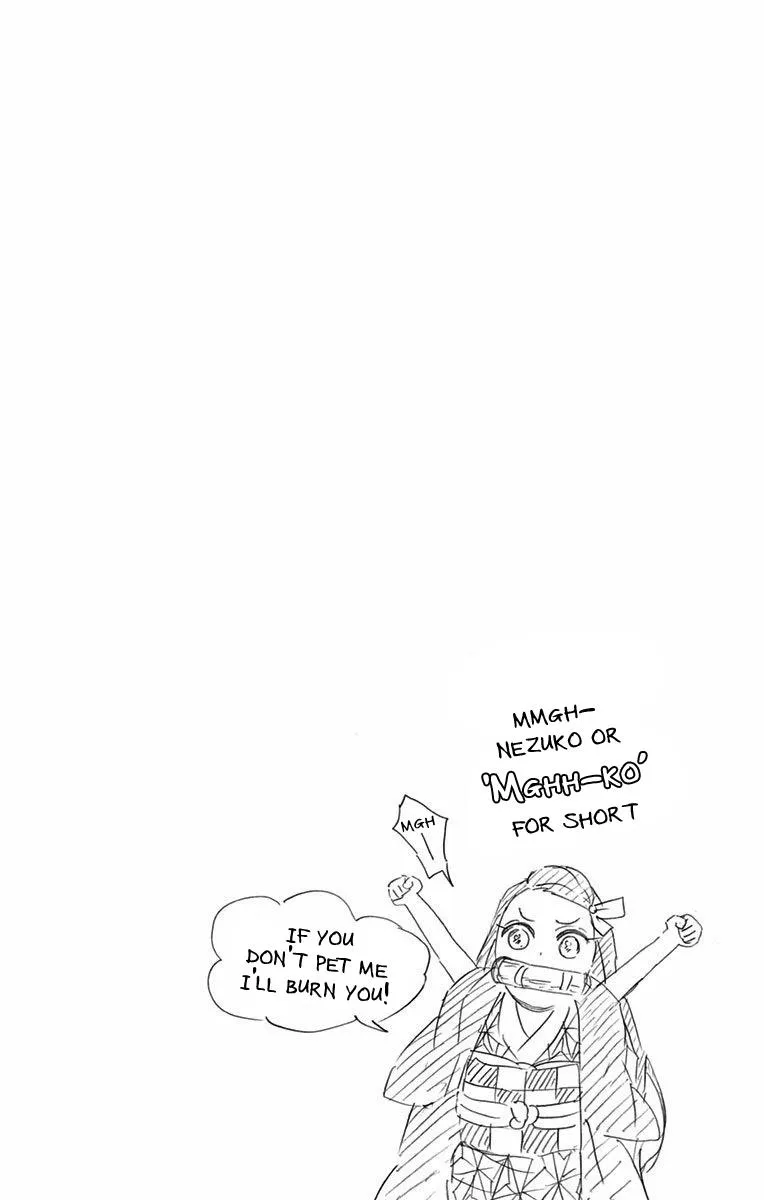 MMGH-
NEZUKO OR
'MGHH-KO'
FOR SHORT
MGH
IF YOU
DON'T PET ME
I'LL BURN YOU!